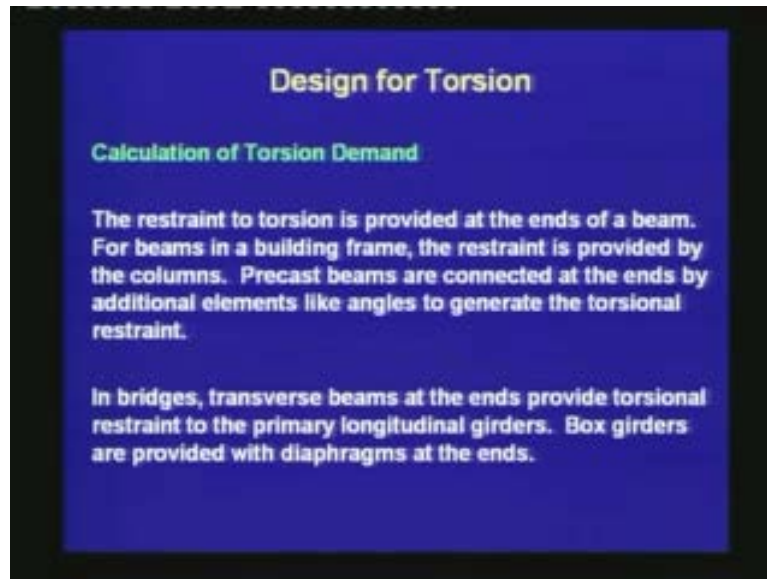 Design for Torsion
Calculation of Torsion Demand
The restraint to torsion is provided at the ends of a beam.
For beams in a building frame, the restraint is provided by
the columns. Precast beams are connected at the ends by
additional elements like angles to generate the torsional
restraint.
In bridges, transverse beams at the ends provide torsional
restraint to the primary longitudinal girders. Box girders
are provided with diaphragms at the ends.